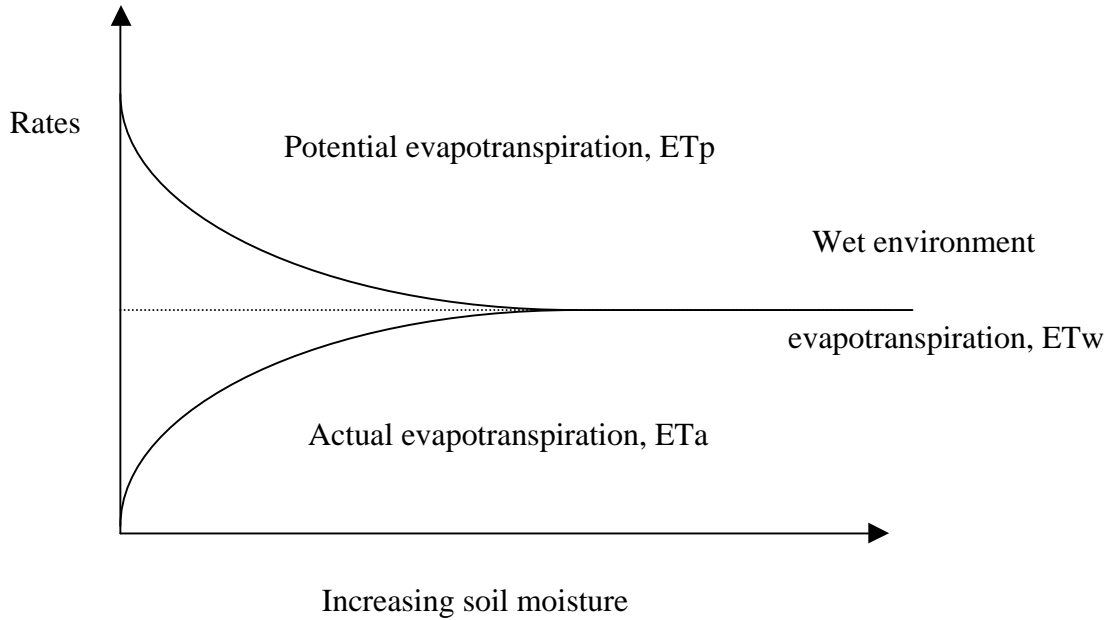 Rates
Potential evapotranspiration, ETp
Wet environment
evapotranspiration, ETw
Actual evapotranspiration, ETa
Increasing soil moisture